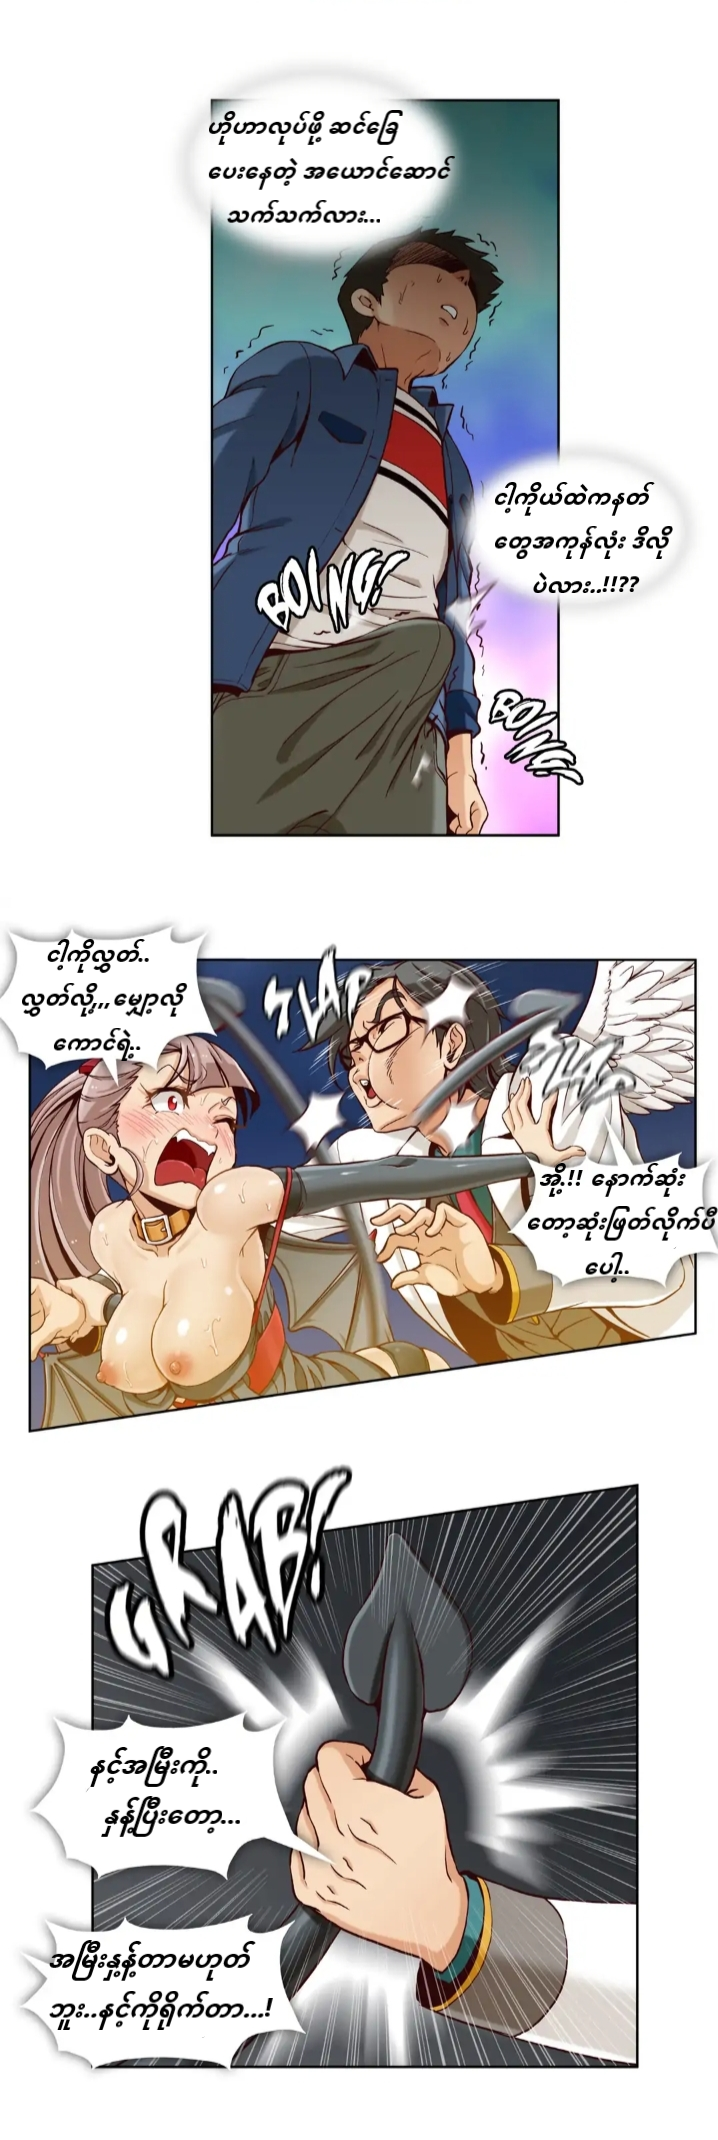 ဟိုဟာလုပ်ဖို့ ဆင်ခြေ
ပေးနေတဲ့ အယောင်ဆောင်
သက်သက်လား...
ငါ့ကိုယ်ထဲကနတ်
တွေအကုန်လုံး ဒီလို
ပဲလား..!!??
BOING!
BOING!
ငါ့ကိုလွှတ်..
လွှတ်လို့,,, မျှော့လို
ကောင်ရဲ့..
SLAP
SLAP
အို့.!! နောက်ဆုံး
တော့ဆုံးဖြတ်လိုက်ပီ
ပေါ့..
GRAB!
နင့်အမြီးကို..
နှန့်ပြီးတော့...
အမြီးနှန့်တာမဟုတ်
ဘူး..နင့်ကိုရိုက်တာ...!